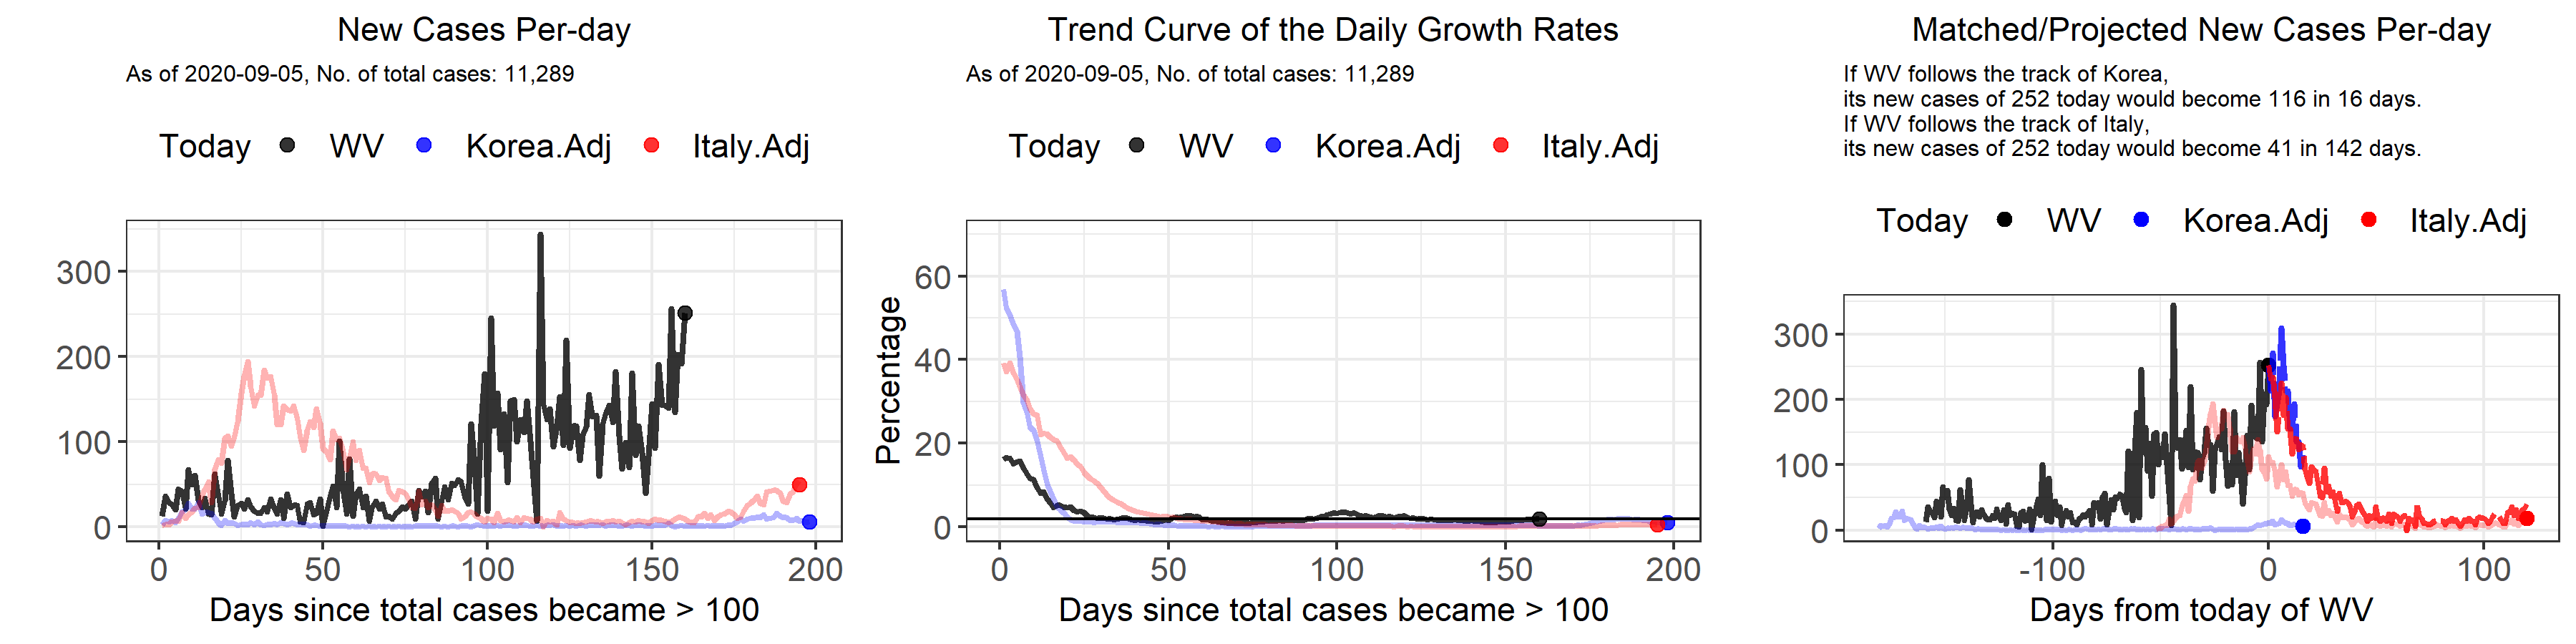 New Cases Per-day
As of 2020-09-05, No. of total cases: 11,289
Today WV Korea.Adj Italy.Adj
300
200
100
0
0 50 100 150 200
Days since total cases became > 100
Trend Curve of the Daily Growth Rates
As of 2020-09-05, No. of total cases: 11,289
Today WV Korea.Adj Italy.Adj
Percentage
60
40
20
0
0 50 100 150 200
Days since total cases became > 100
Matched/Projected New Cases Per-day
If WV follows the track of Korea,
its new cases of 252 today would become 116 in 16 days.
If WV follows the track of Italy,
its new cases of 252 today would become 41 in 142 days.
Today WV Korea.Adj Italy.Adj
300
200
100
0
-100 0 100
Days from today of WV